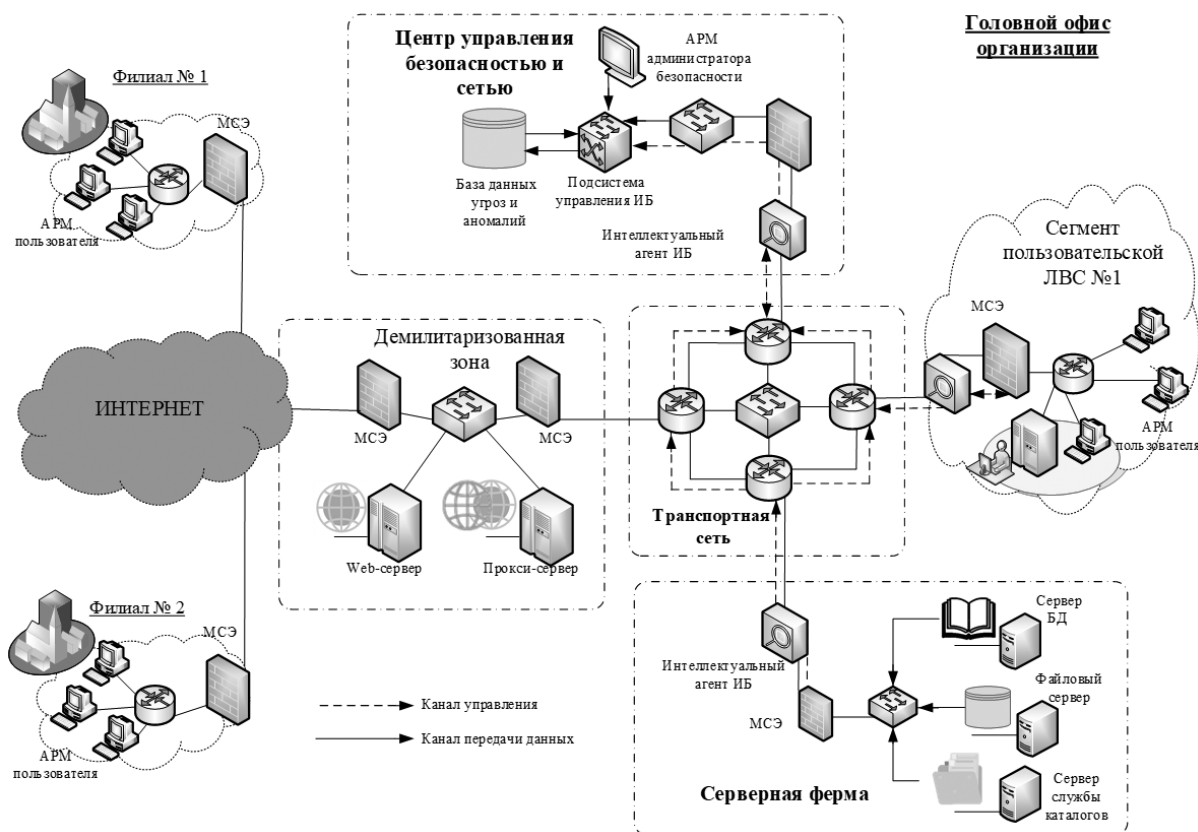 Головной офис
организации
Центр управления
безопасностью и
сетью
АРМ
администратора
безопасности
База данных
угроз и
аномалий
Подсистема
управления ИБ
Интеллектуальный
агент ИБ
Филиал № 1
МСЭ
АРМ
пользователя
Сегмент
пользовательской
ЛВС №1
МСЭ
АРМ
пользователя
ИНТЕРНЕТ
Демилитаризованная
зона
МСЭ
МСЭ
Web-сервер
Прокси-сервер
Транспортная
сеть
Филиал № 2
МСЭ
АРМ
пользователя
Канал управления
Канал передачи данных
Интеллектуальный
агент ИБ
МСЭ
Сервер
БД
Файловый
сервер
Сервер
службы
каталогов
Серверная ферма